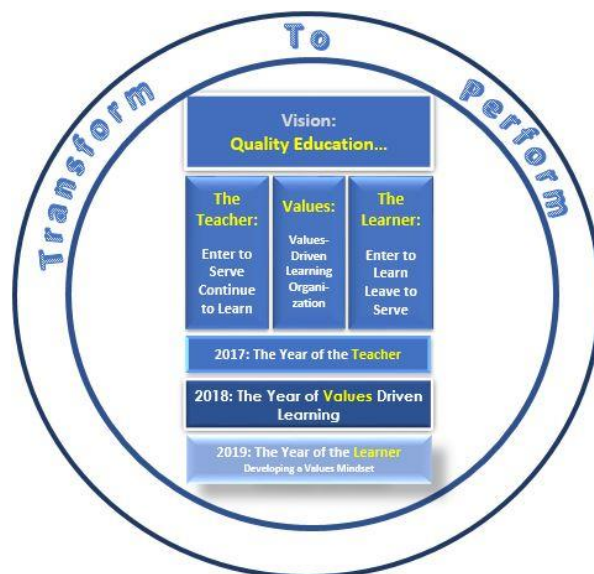 Transform To Perform
Vision:
Quality Education...
The
Teacher:
Enter to
Serve
Continue
to Learn
Values:
Values-
Driven
Learning
Organi-
zation
The
Learner:
Enter to
Learn
Leave to
Serve
2017: The Year of the Teacher
2018: The Year of Values Driven
Learning
2019: The Year of the Learner
Developing a Values Mindset